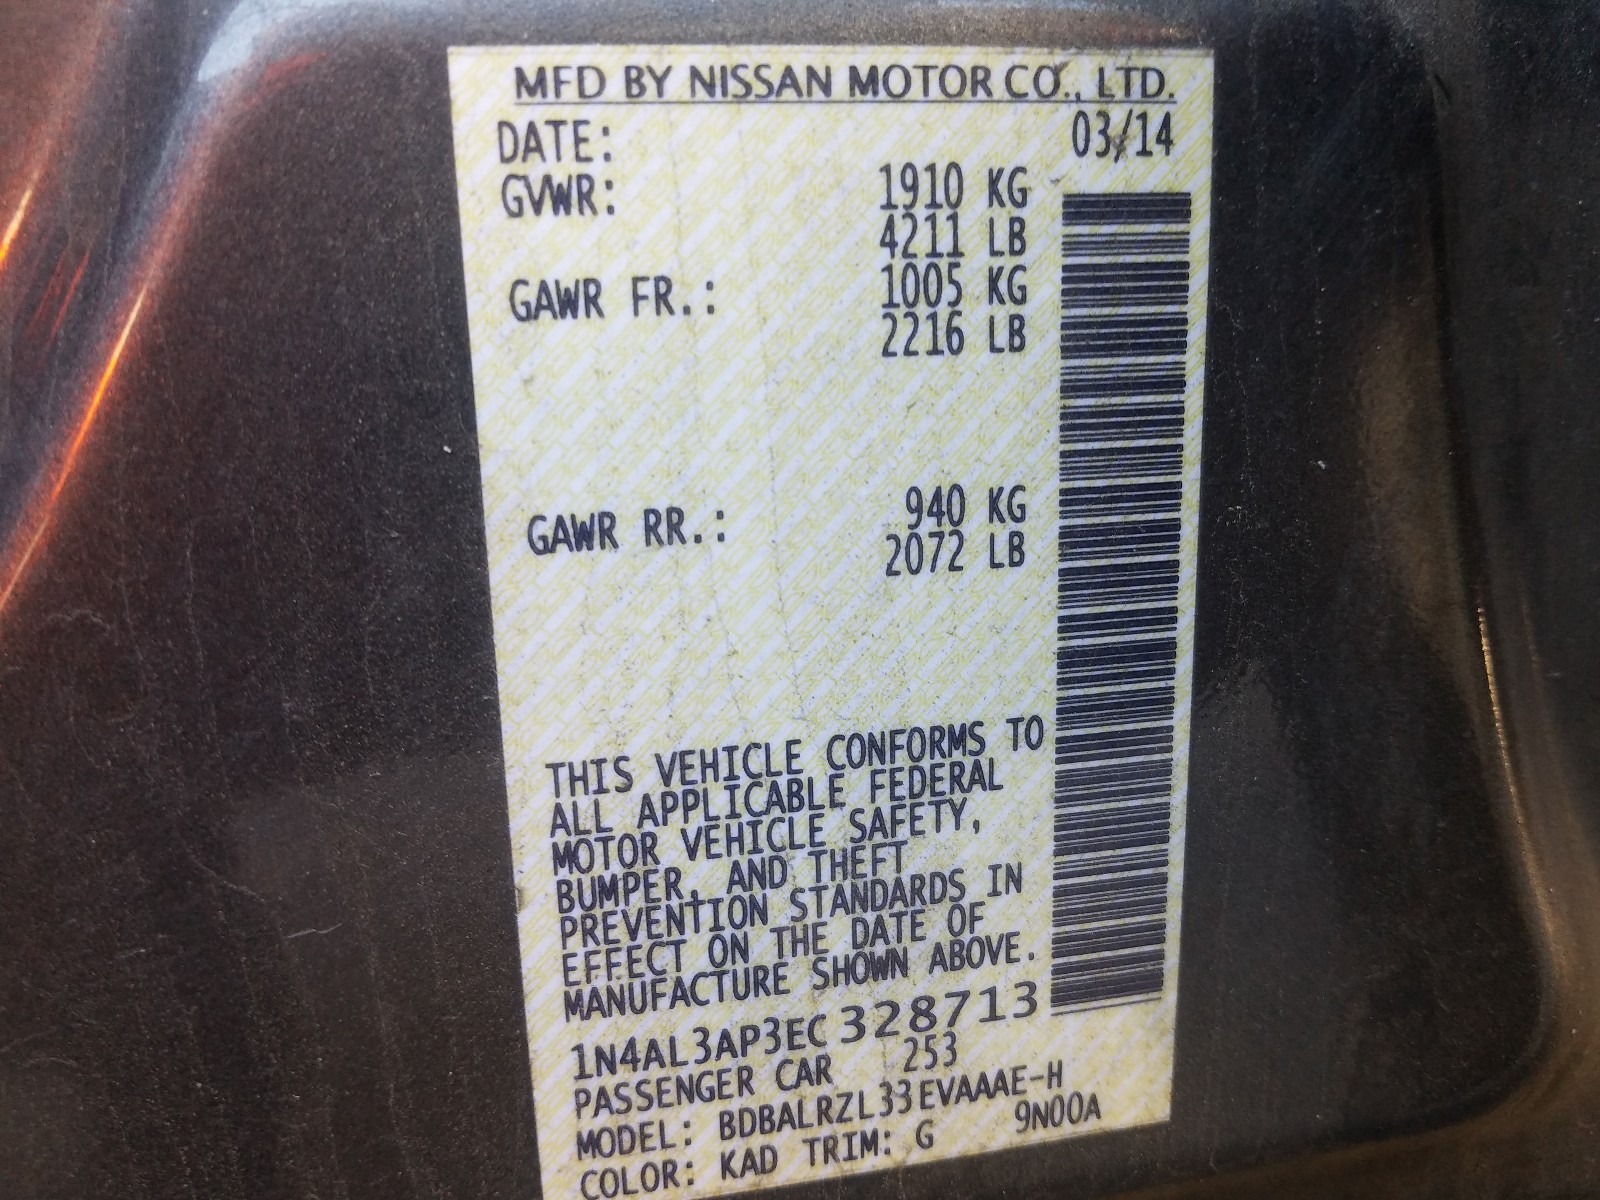 MFD BY NISSAN MOTOR CO., LTD.
DATE: 03/14
GVWR: 1910 KG
4211 LB
GAWR FR.: 1005 KG
2216 LB
GAWR RR.: 940 KG
2072 LB
THIS VEHICLE CONFORMS TO
ALL APPLICABLE FEDERAL
MOTOR VEHICLE SAFETY,
BUMPER, AND THEFT
PREVENTION STANDARDS IN
EFFECT ON THE DATE OF
MANUFACTURE SHOWN ABOVE.
1N4AL3AP3EC328713
PASSENGER CAR 253
MODEL: BDBALRZL33EVAAAE-H
COLOR: KAD TRIM: G 9N00A